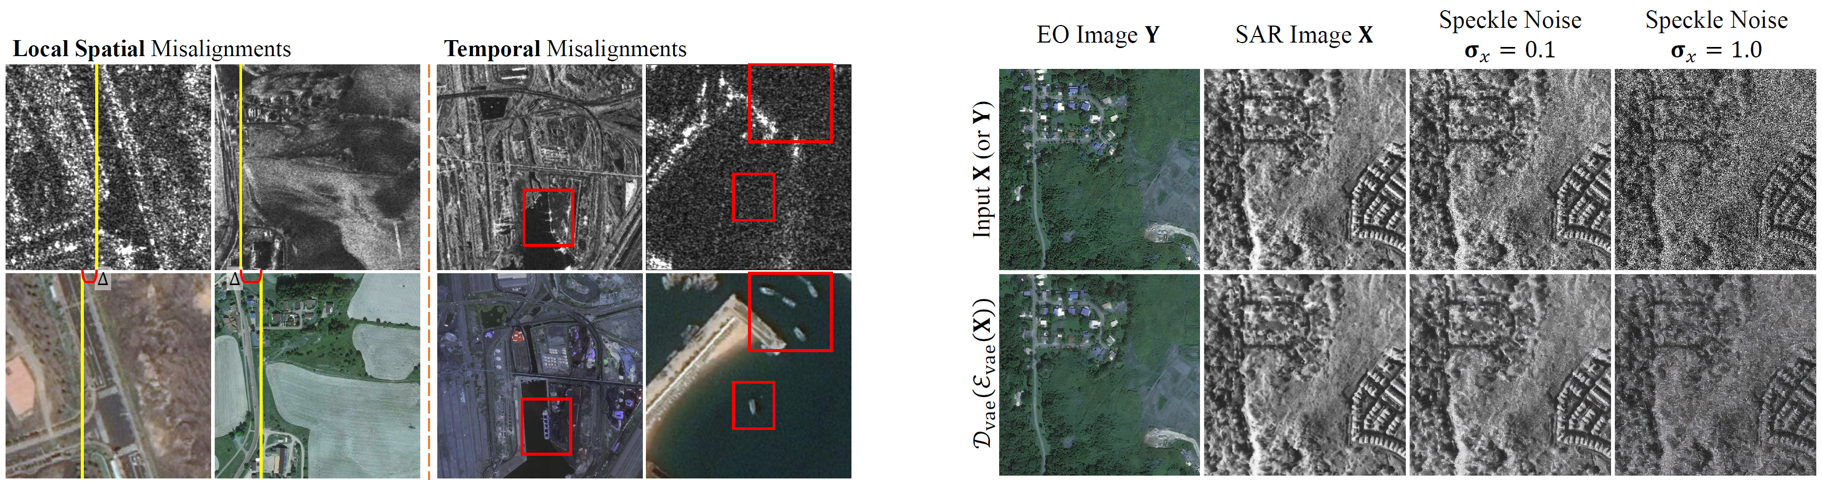 Local Spatial Misalignments
Temporal Misalignments
Δ
Δ
EO Image Y
SAR Image X
Speckle Noise
σₓ = 0.1
Speckle Noise
σₓ = 1.0
Input X (or Y)
𝒟vae(ℰvae(X))